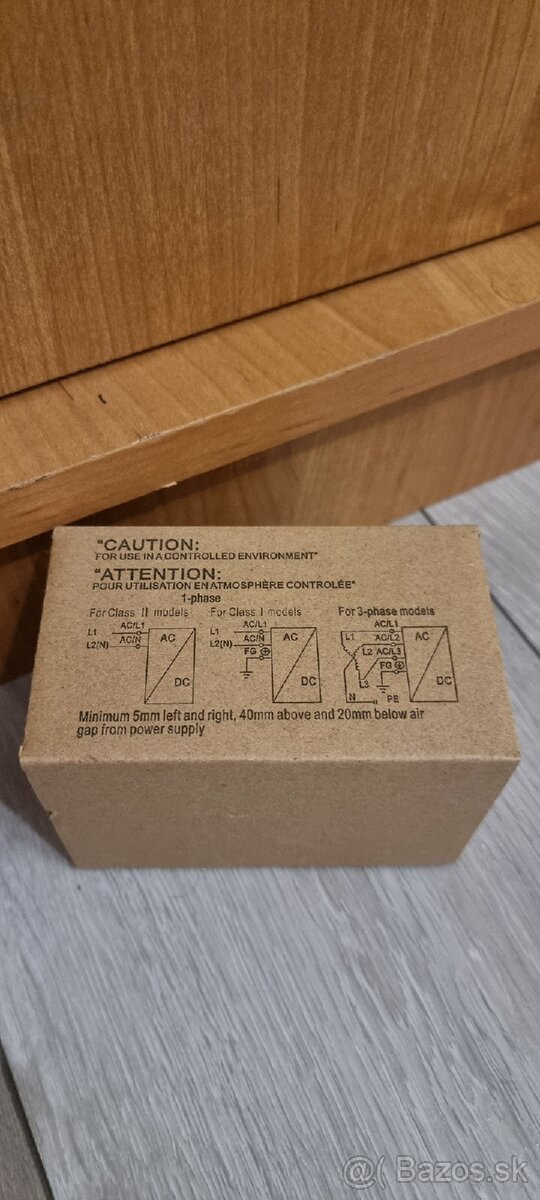 "CAUTION:
FOR USE IN A CONTROLLED ENVIRONMENT"
"ATTENTION:
POUR UTILISATION EN ATMOSPHÈRE CONTROLÉE"
1-phase
For Class II models
L1
L2(N)
AC/L1
AC/N
AC
DC
For Class I models
L1
L2(N)
AC/L1
AC/N
FG
AC
DC
For 3-phase models
L1
L2
L3
N
PE
AC/L1
AC/L2
AC/L3
FG
AC
DC
Minimum 5mm left and right, 40mm above and 20mm below air
gap from power supply
@( Bazos.sk